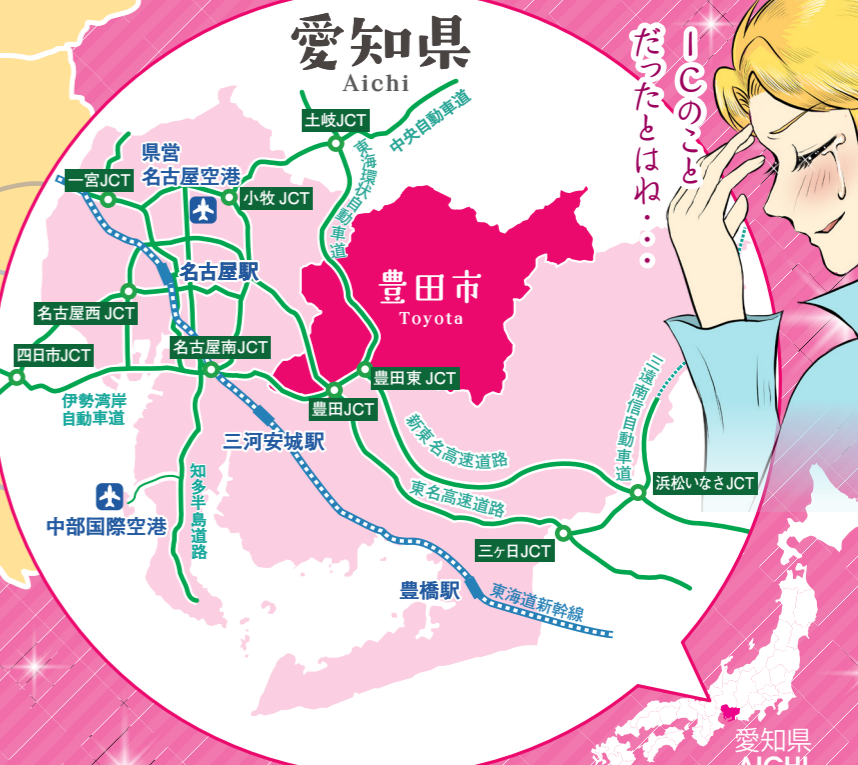 愛知県
Aichi
ICのこと
だったとはね・・・
土岐JCT
中央自動車道
東海環状自動車道
県営
名古屋空港
一宮JCT
小牧 JCT
名古屋駅
豊田市
Toyota
名古屋西 JCT
四日市JCT
名古屋南JCT
豊田東 JCT
豊田JCT
伊勢湾岸
自動車道
三遠南信自動車道
三河安城駅
新東名高速道路
知多半島道路
東名高速道路
浜松いなさJCT
中部国際空港
三ヶ日JCT
豊橋駅
東海道新幹線
愛知県
AICHI